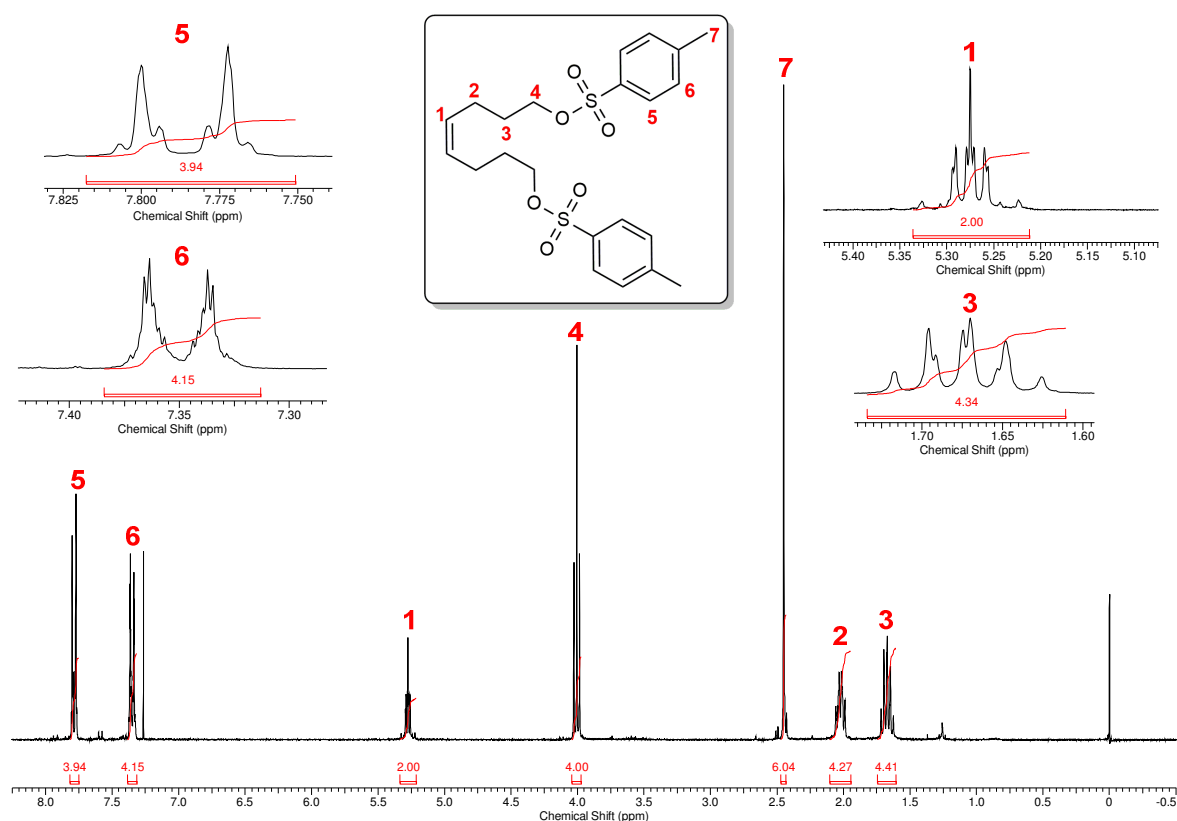 5
3.94
7.825 7.800 7.775 7.750
Chemical Shift (ppm)
6
4.15
7.40 7.35 7.30
Chemical Shift (ppm)
7
O
4
2
S
6
1
O
5
O
3
O
O
S
O
1
2.00
5.40 5.35 5.30 5.25 5.20 5.15 5.10
Chemical Shift (ppm)
3
4.34
1.70 1.65 1.60
Chemical Shift (ppm)
5
6
1
4
7
2
3
3.94 4.15 2.00 4.00 6.04 4.27 4.41
8.0 7.5 7.0 6.5 6.0 5.5 5.0 4.5 4.0 3.5 3.0 2.5 2.0 1.5 1.0 0.5 0 -0.5
Chemical Shift (ppm)